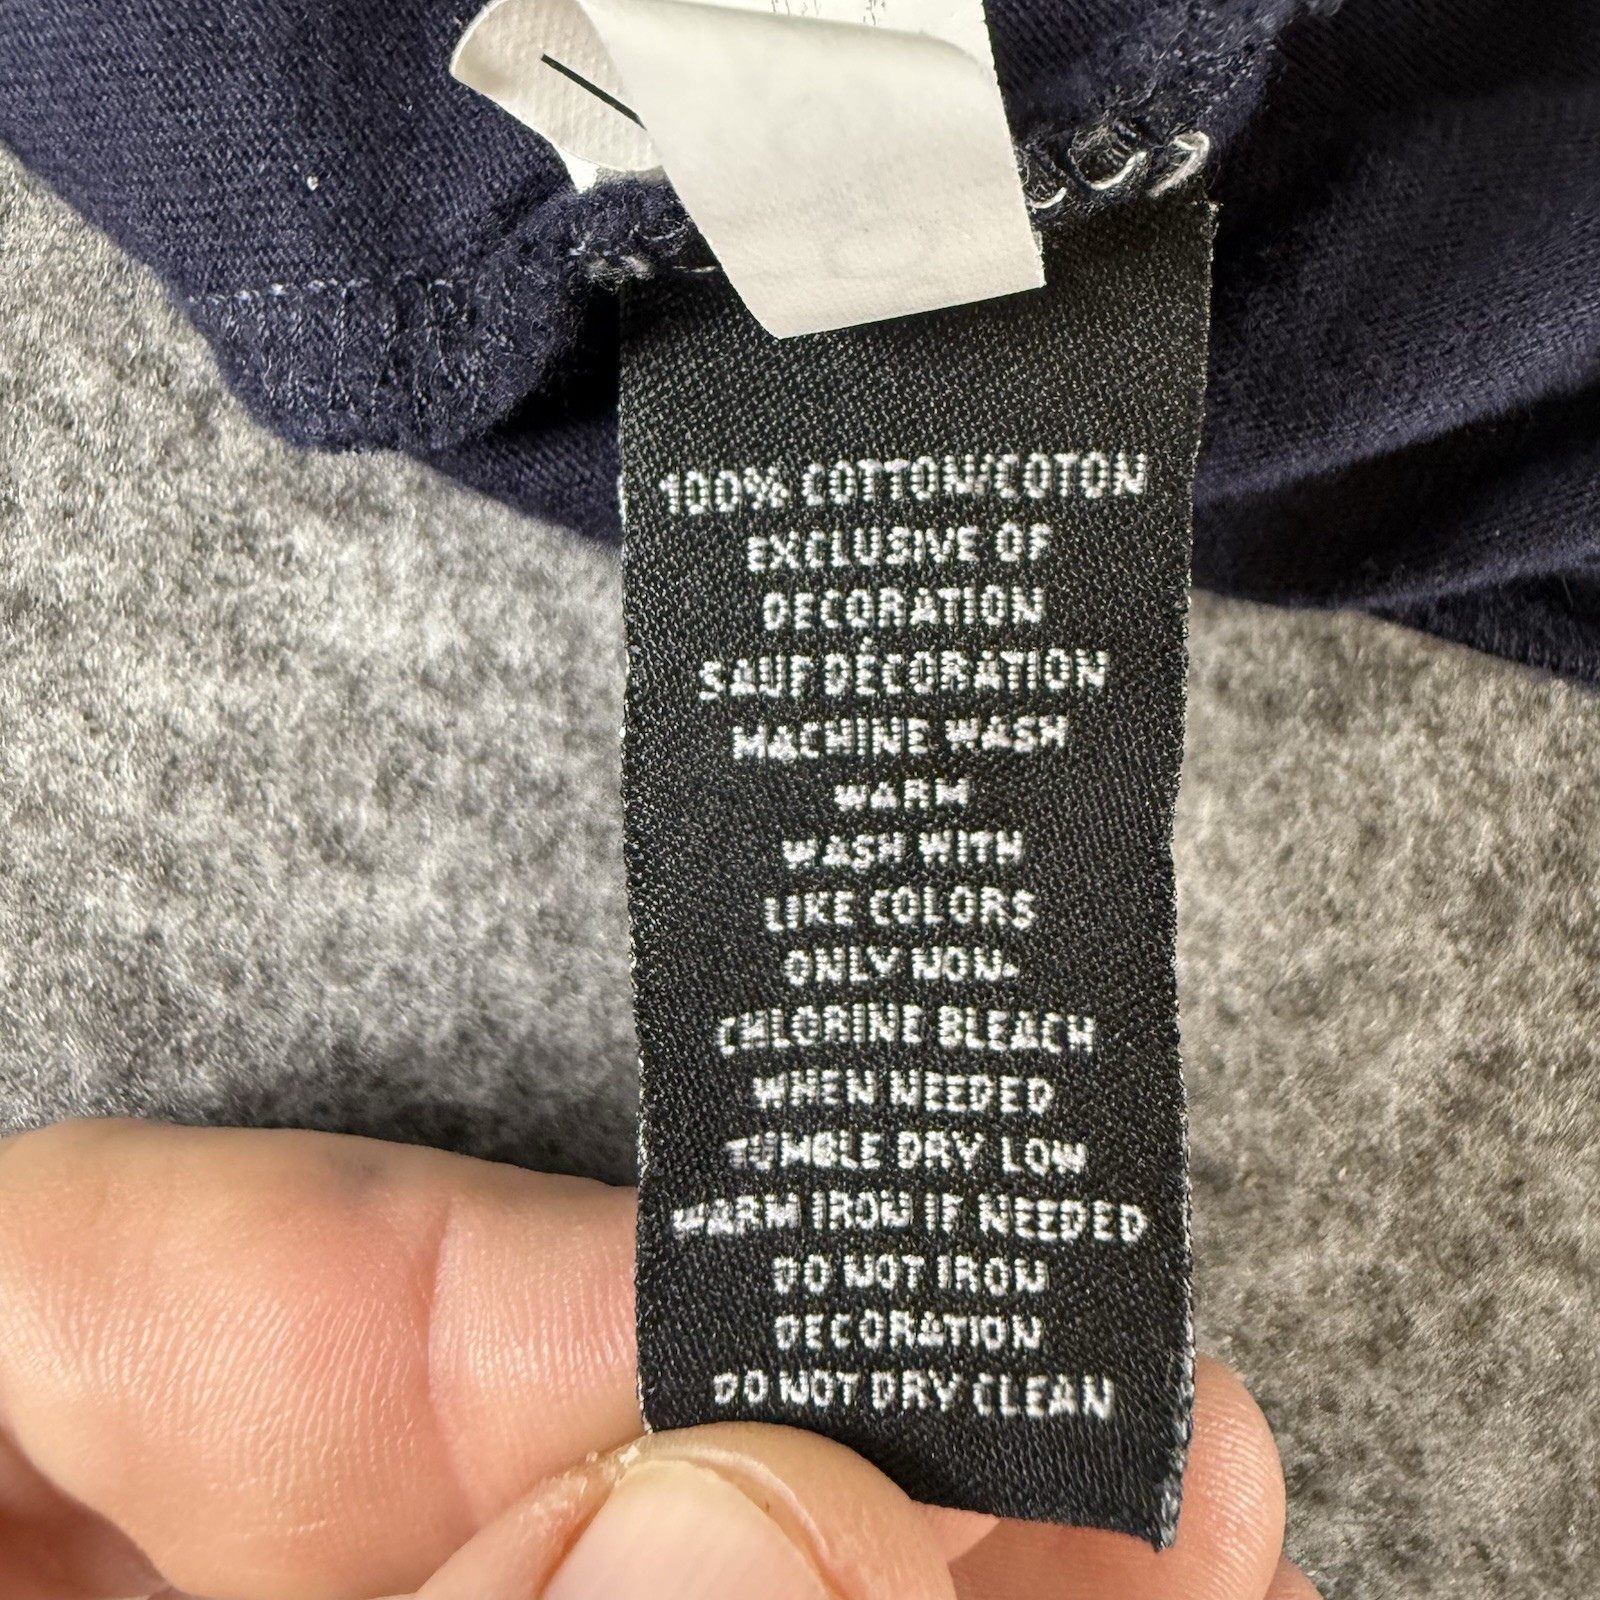 100% COTTON/COTON
EXCLUSIVE OF
DECORATION
SAUF DÉCORATION
MACHINE WASH
WARM
WASH WITH
LIKE COLORS
ONLY NON-
CHLORINE BLEACH
WHEN NEEDED
TUMBLE DRY LOW
WARM IRON IF NEEDED
DO NOT IRON
DECORATION
DO NOT DRY CLEAN